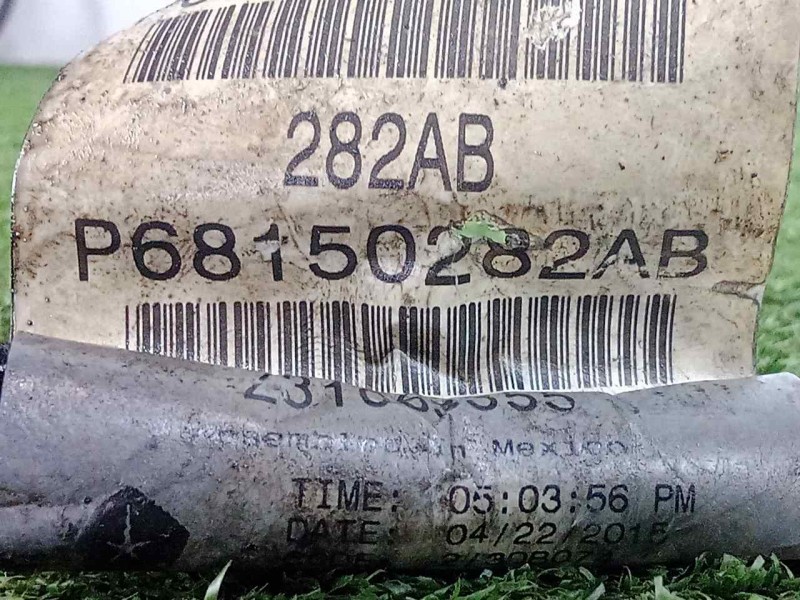 282AB
P68150282AB
Mexico
TIME: 05:03:56 PM
DATE: 04/22/2015